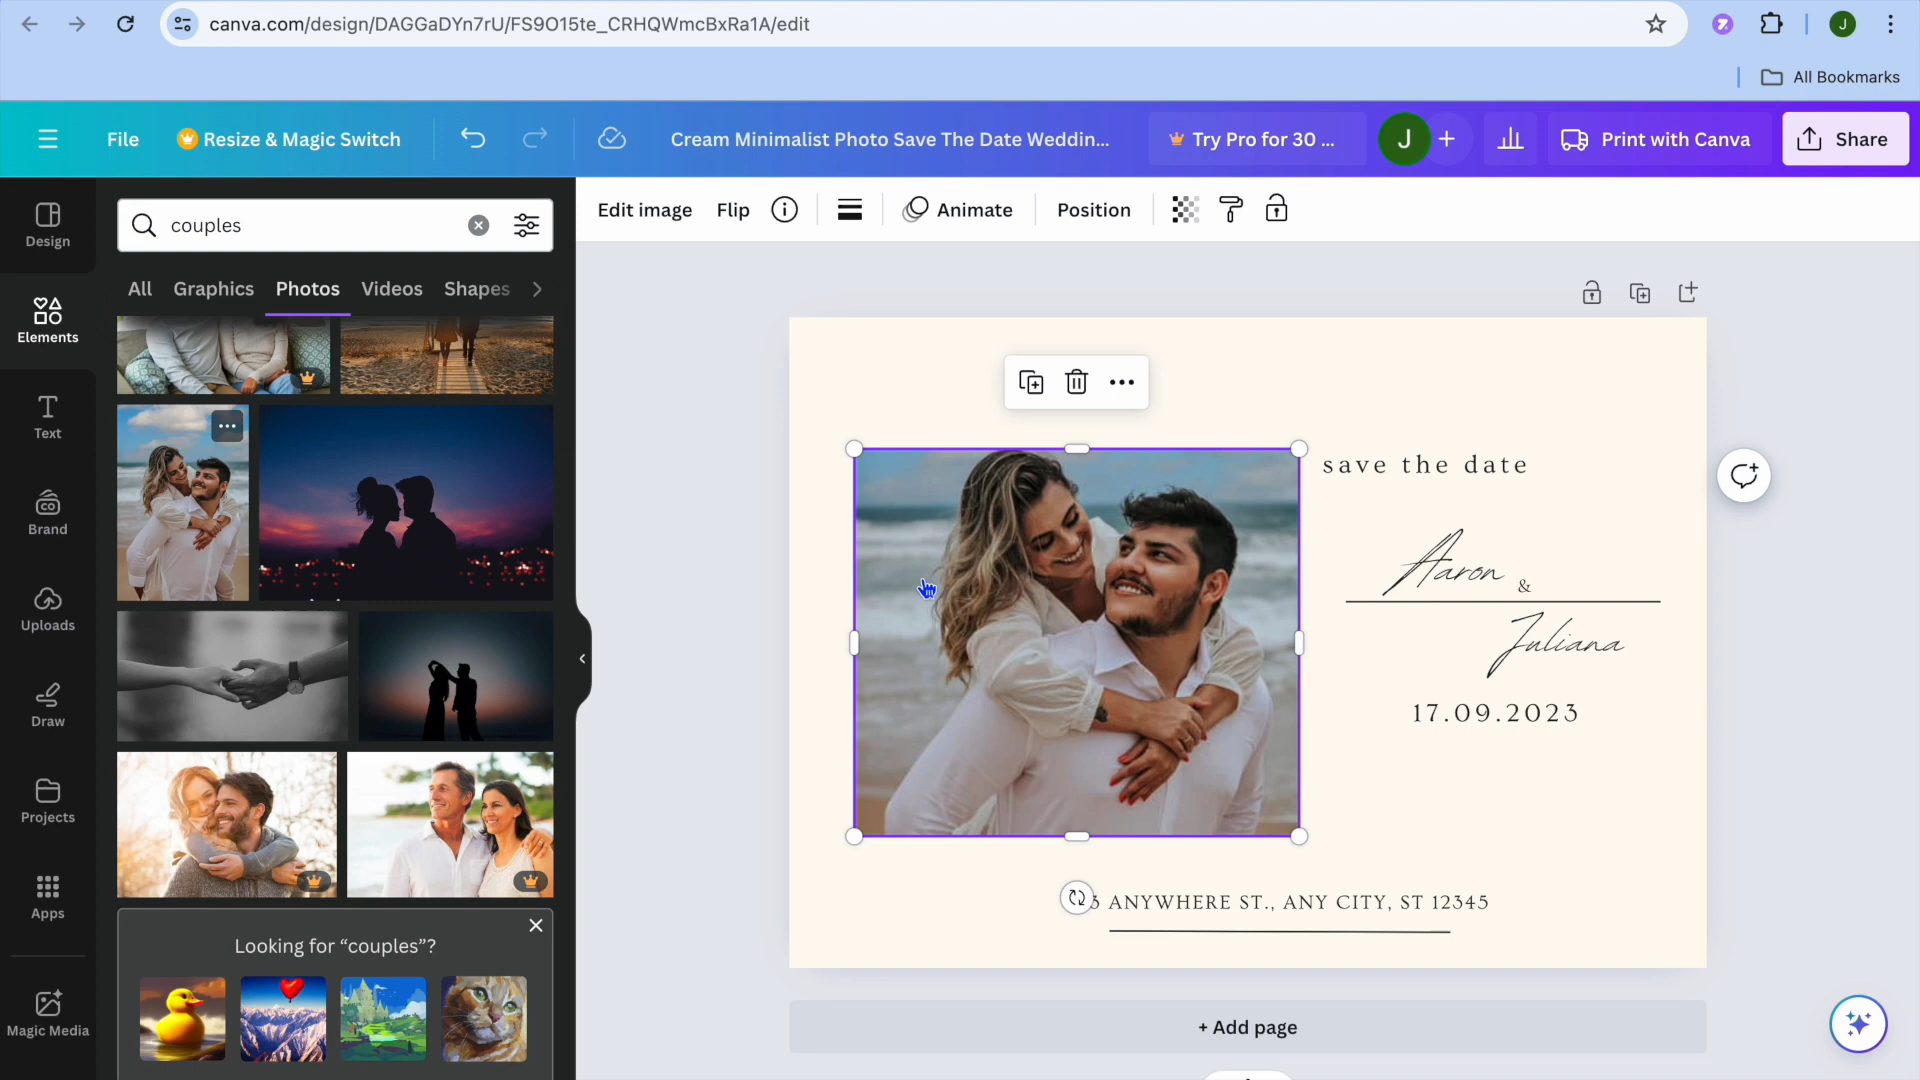 canva.com/design/DAGGaDYn7rU/FS9O15te_CRHQWmcBxRa1A/edit
J
All Bookmarks
File
Resize & Magic Switch
Cream Minimalist Photo Save The Date Weddin...
Try Pro for 30 ...
J
+
Print with Canva
Share
Design
Elements
Text
Brand
Uploads
Draw
Projects
Apps
Magic Media
couples
All
Graphics
Photos
Videos
Shapes
Looking for “couples”?
Edit image
Flip
Animate
Position
save the date
Aaron &
Juliana
17.09.2023
3 ANYWHERE ST., ANY CITY, ST 12345
+ Add page